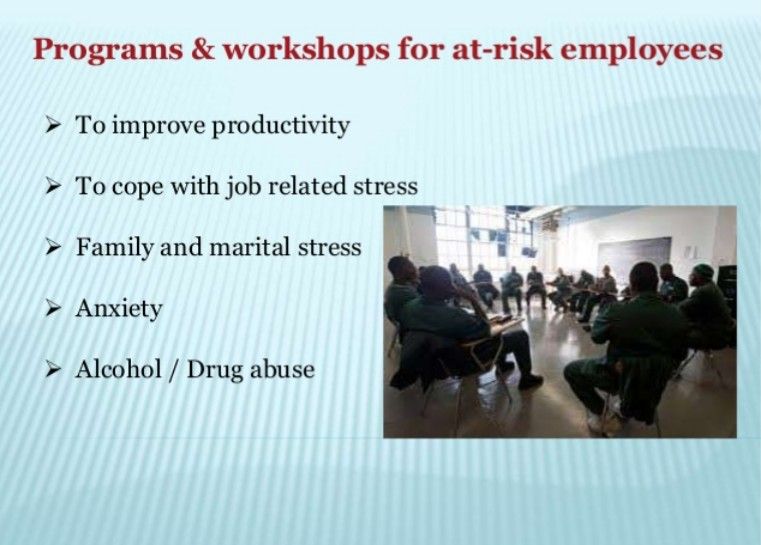 Programs & workshops for at-risk employees
➢ To improve productivity
➢ To cope with job related stress
➢ Family and marital stress
➢ Anxiety
➢ Alcohol / Drug abuse